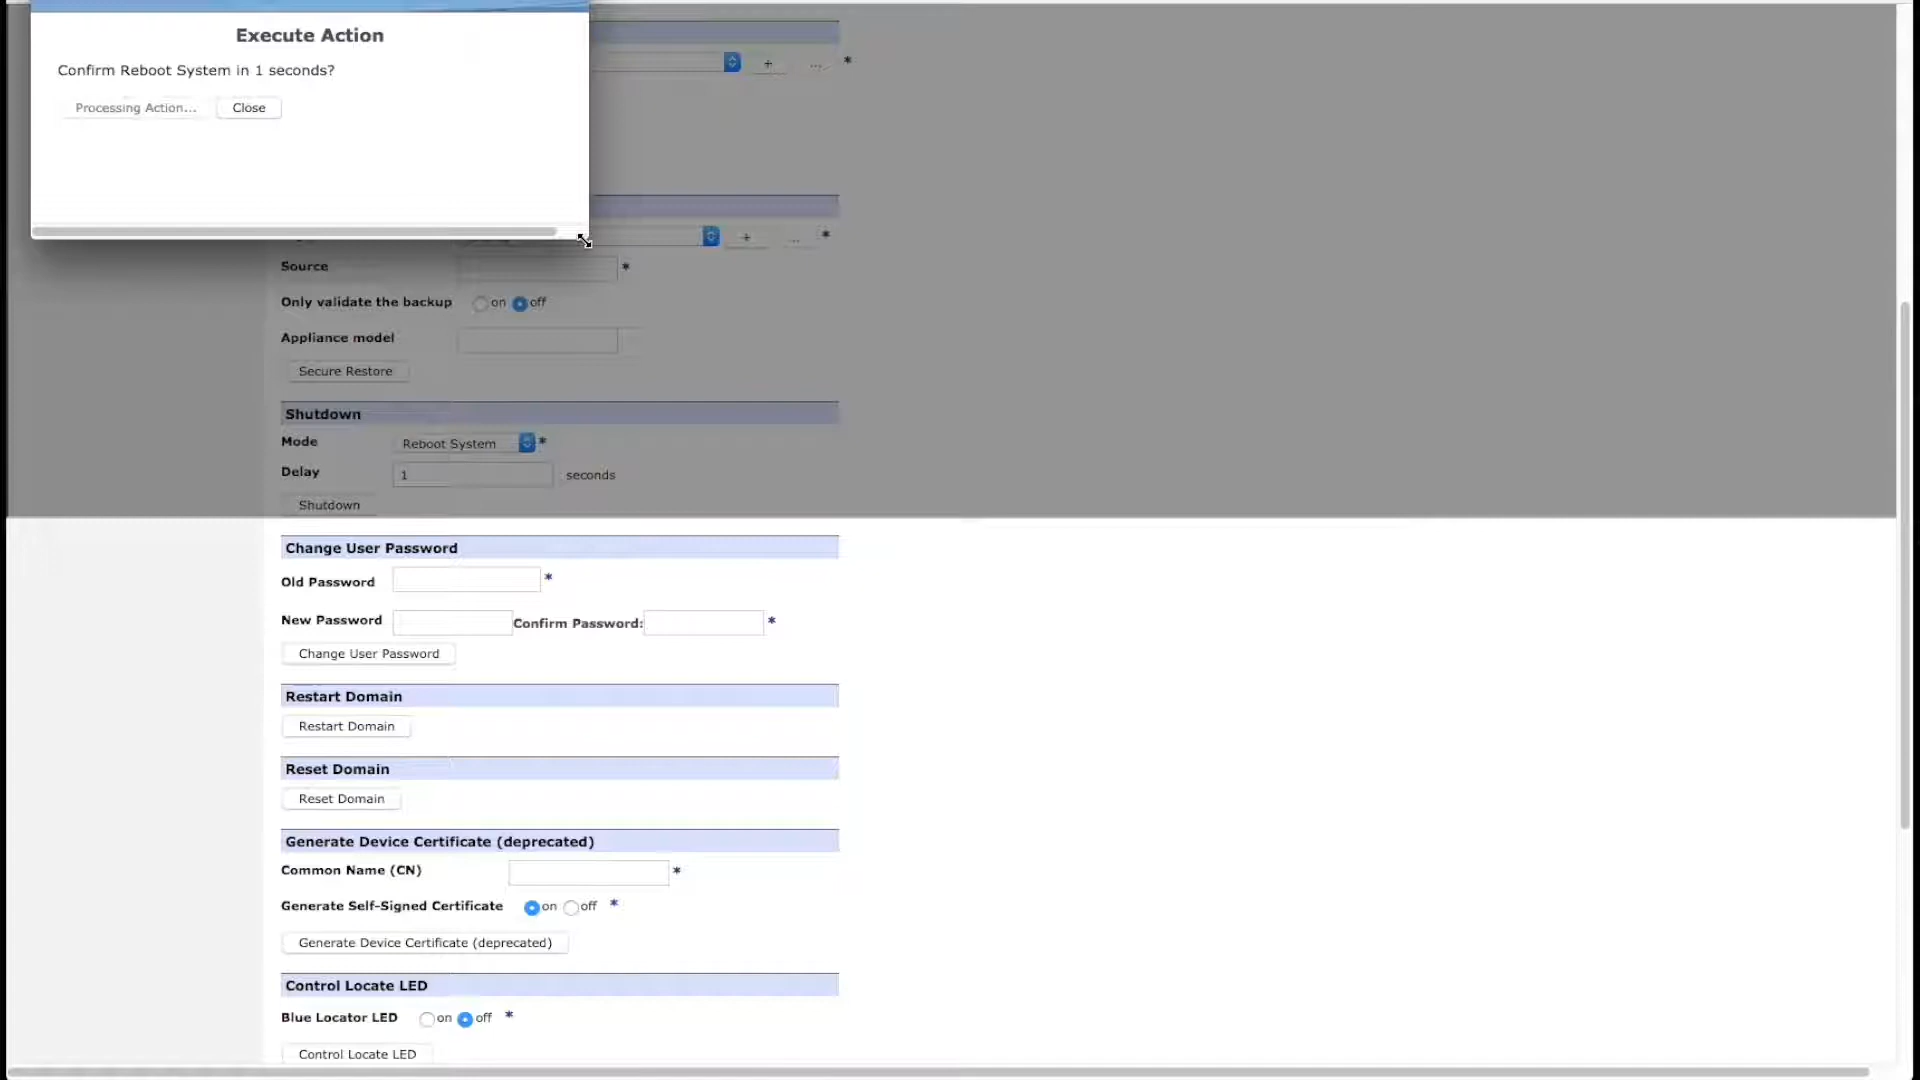 Execute Action
Confirm Reboot System in 1 seconds?
Processing Action... Close
+ ... *
+ ... *
Source *
Only validate the backup on off
Appliance model
Secure Restore
Shutdown
Mode Reboot System *
Delay 1 seconds
Shutdown
Change User Password
Old Password *
New Password Confirm Password: *
Change User Password
Restart Domain
Restart Domain
Reset Domain
Reset Domain
Generate Device Certificate (deprecated)
Common Name (CN) *
Generate Self-Signed Certificate on off *
Generate Device Certificate (deprecated)
Control Locate LED
Blue Locator LED on off *
Control Locate LED